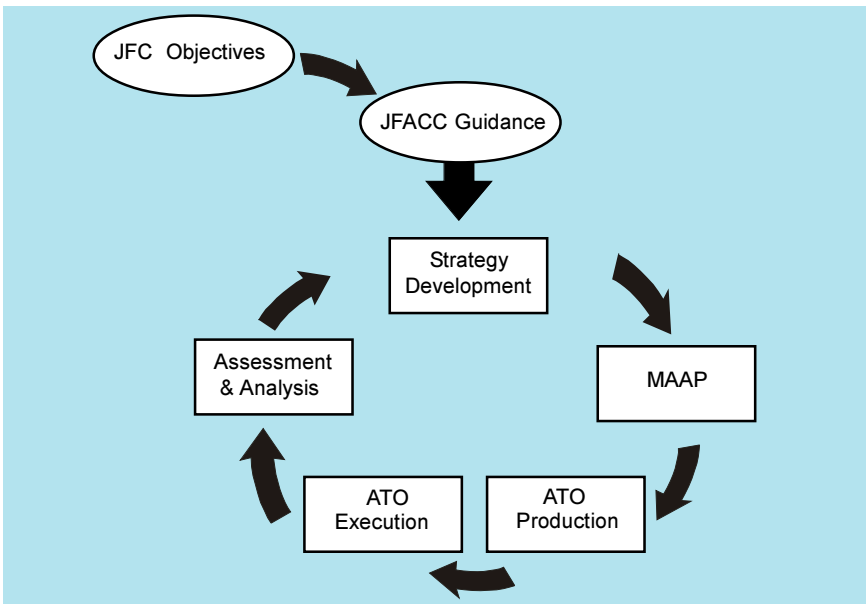 JFC Objectives
JFACC Guidance
Strategy
Development
MAAP
ATO
Production
ATO
Execution
Assessment
& Analysis